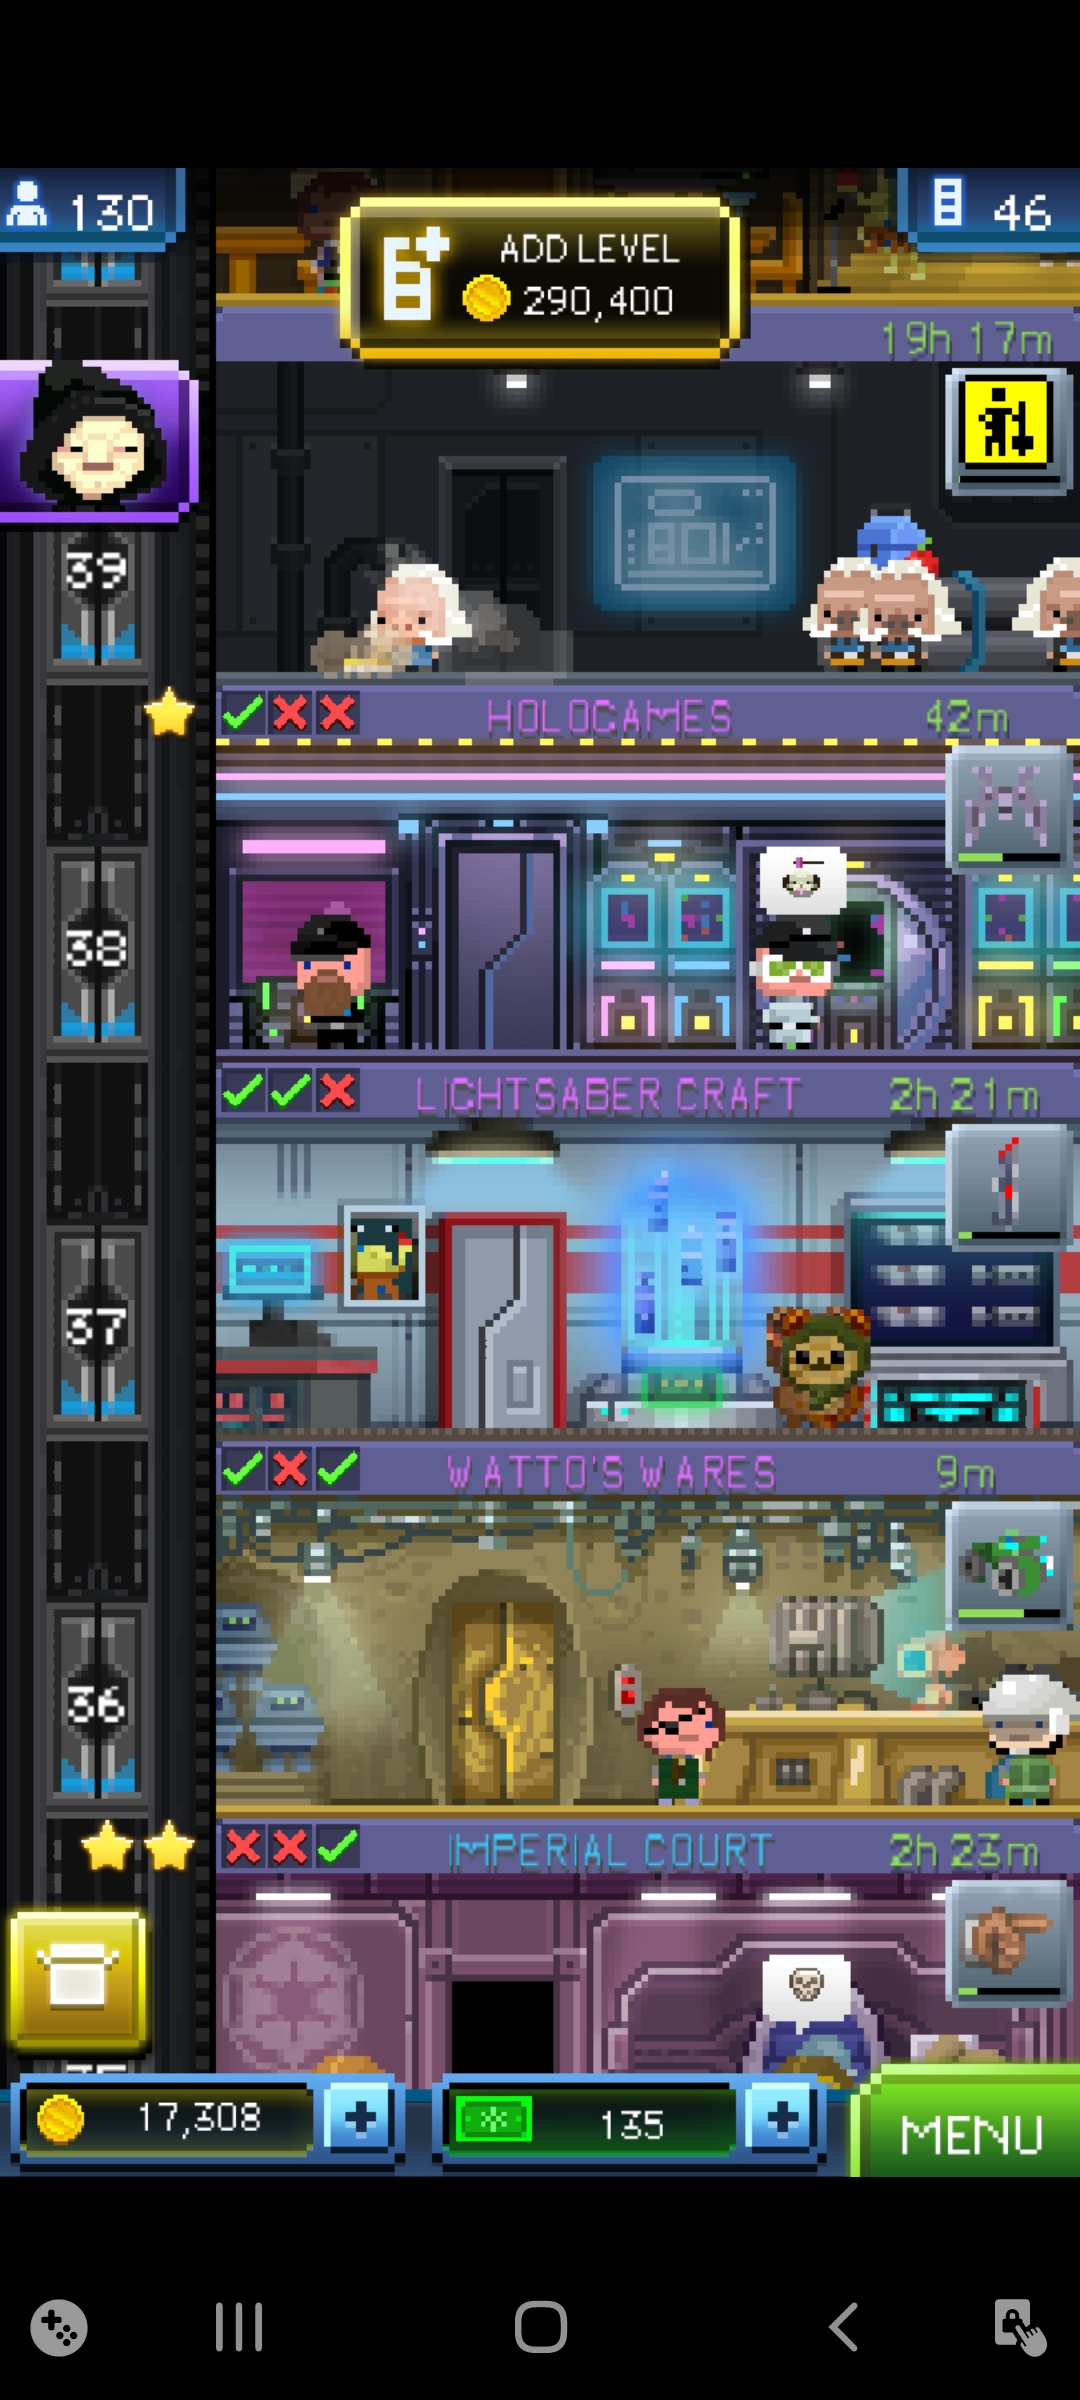 130
ADD LEVEL
290,400
46
19h 17m
39
HOLOGAMES
42m
38
LIGHTSABER CRAFT
2h 21m
37
WATTO'S WARES
9m
36
IMPERIAL COURT
2h 23m
17,308
135
MENU